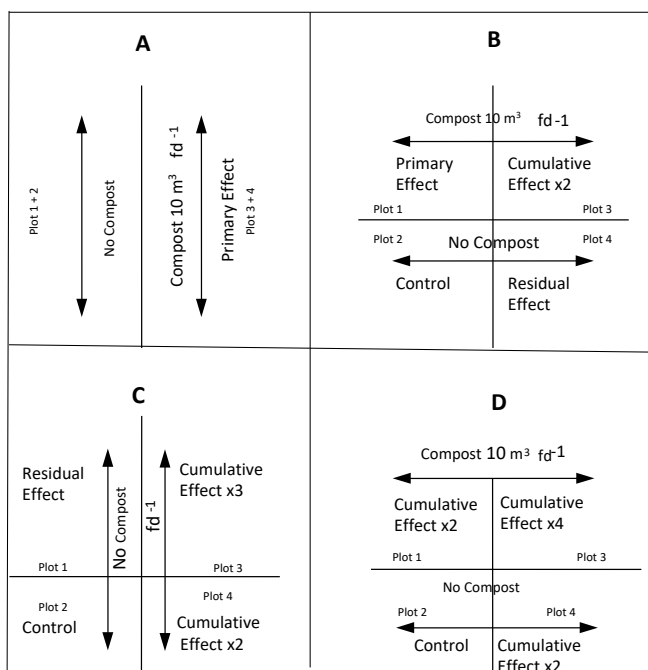 A
Plot 1 + 2
No Compost
Compost 10 m³ fd -1
Primary Effect
Plot 3 + 4
B
Compost 10 m³ fd -1
Primary
Effect
Cumulative
Effect x2
Plot 1
Plot 3
Plot 2
No Compost
Plot 4
Control
Residual
Effect
C
Residual
Effect
No Compost
fd -1
Cumulative
Effect x3
Plot 1
Plot 3
Plot 2
Plot 4
Control
Cumulative
Effect x2
D
Compost 10 m³ fd -1
Cumulative
Effect x2
Cumulative
Effect x4
Plot 1
Plot 3
No Compost
Plot 2
Plot 4
Control
Cumulative
Effect x2